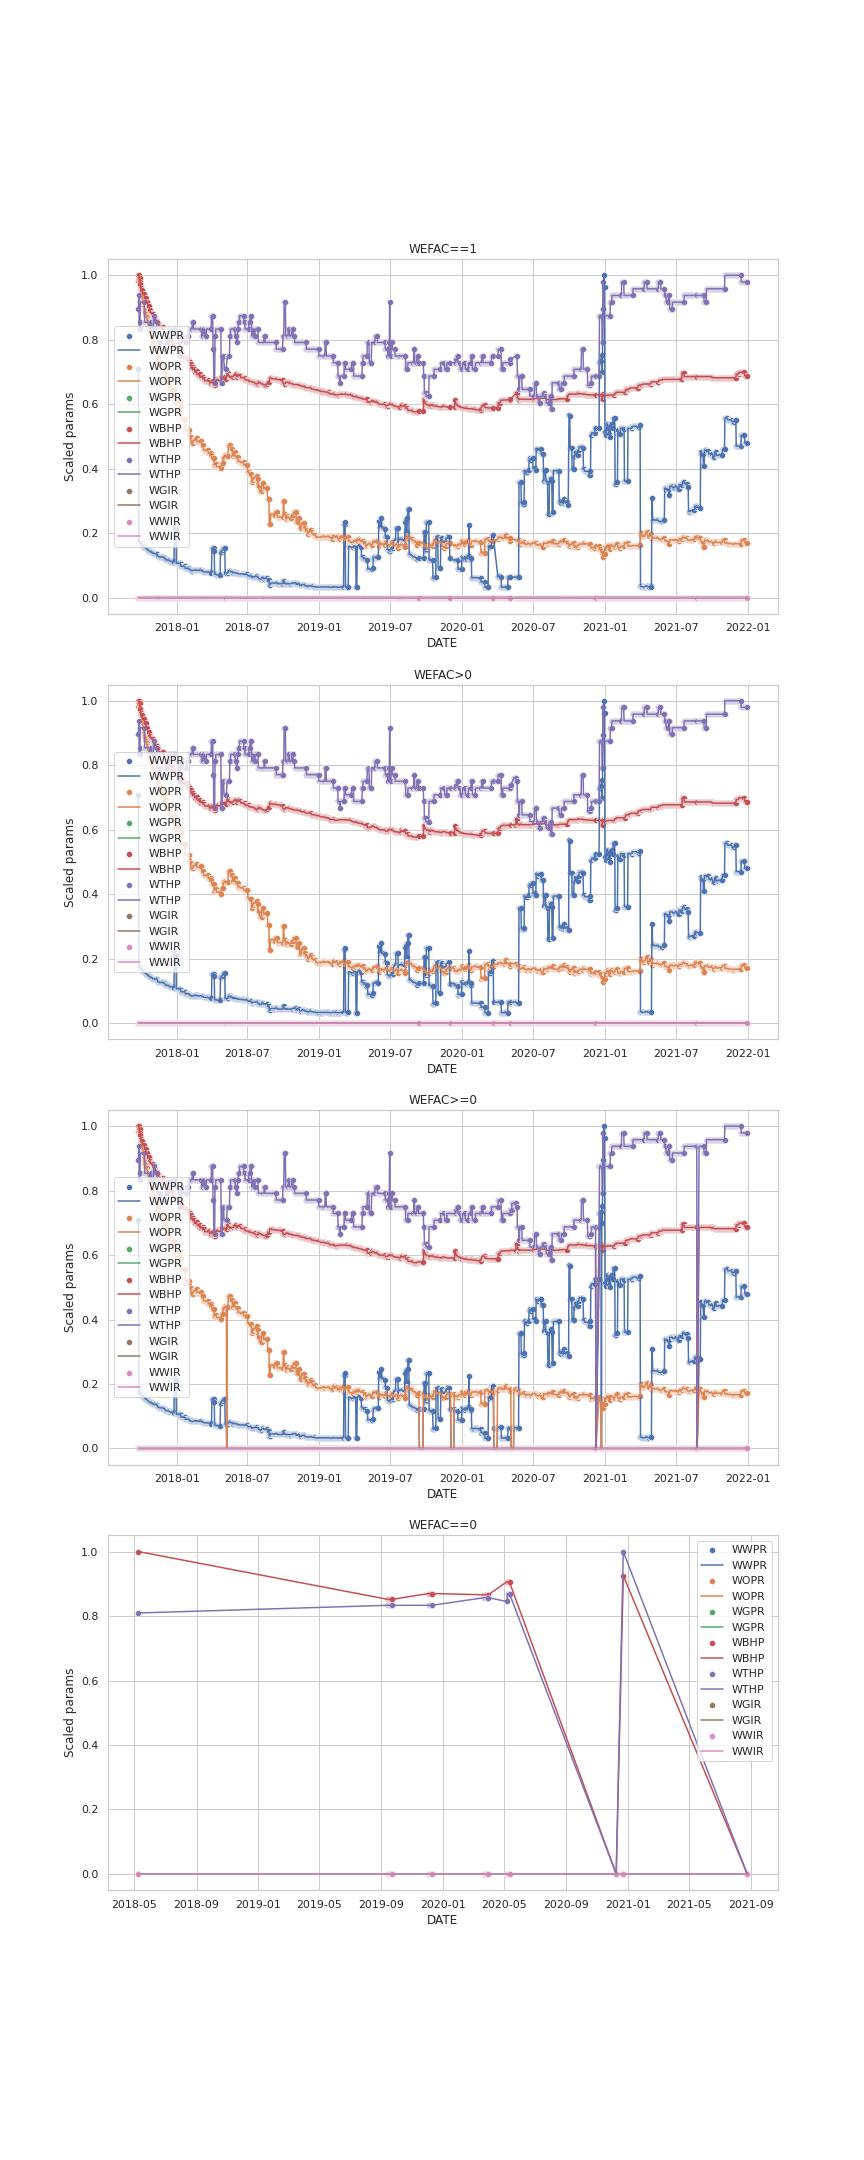 WEFAC==1
1.0
0.8
0.6
0.4
0.2
0.0
Scaled params
WWPR
WWPR
WOPR
WOPR
WGPR
WGPR
WBHP
WBHP
WTHP
WTHP
WGIR
WGIR
WWIR
WWIR
2018-01 2018-07 2019-01 2019-07 2020-01 2020-07 2021-01 2021-07 2022-01
DATE
WEFAC>0
1.0
0.8
0.6
0.4
0.2
0.0
Scaled params
WWPR
WWPR
WOPR
WOPR
WGPR
WGPR
WBHP
WBHP
WTHP
WTHP
WGIR
WGIR
WWIR
WWIR
2018-01 2018-07 2019-01 2019-07 2020-01 2020-07 2021-01 2021-07 2022-01
DATE
WEFAC>=0
1.0
0.8
0.6
0.4
0.2
0.0
Scaled params
WWPR
WWPR
WOPR
WOPR
WGPR
WGPR
WBHP
WBHP
WTHP
WTHP
WGIR
WGIR
WWIR
WWIR
2018-01 2018-07 2019-01 2019-07 2020-01 2020-07 2021-01 2021-07 2022-01
DATE
WEFAC==0
1.0
0.8
0.6
0.4
0.2
0.0
Scaled params
WWPR
WWPR
WOPR
WOPR
WGPR
WGPR
WBHP
WBHP
WTHP
WTHP
WGIR
WGIR
WWIR
WWIR
2018-05 2018-09 2019-01 2019-05 2019-09 2020-01 2020-05 2020-09 2021-01 2021-05 2021-09
DATE